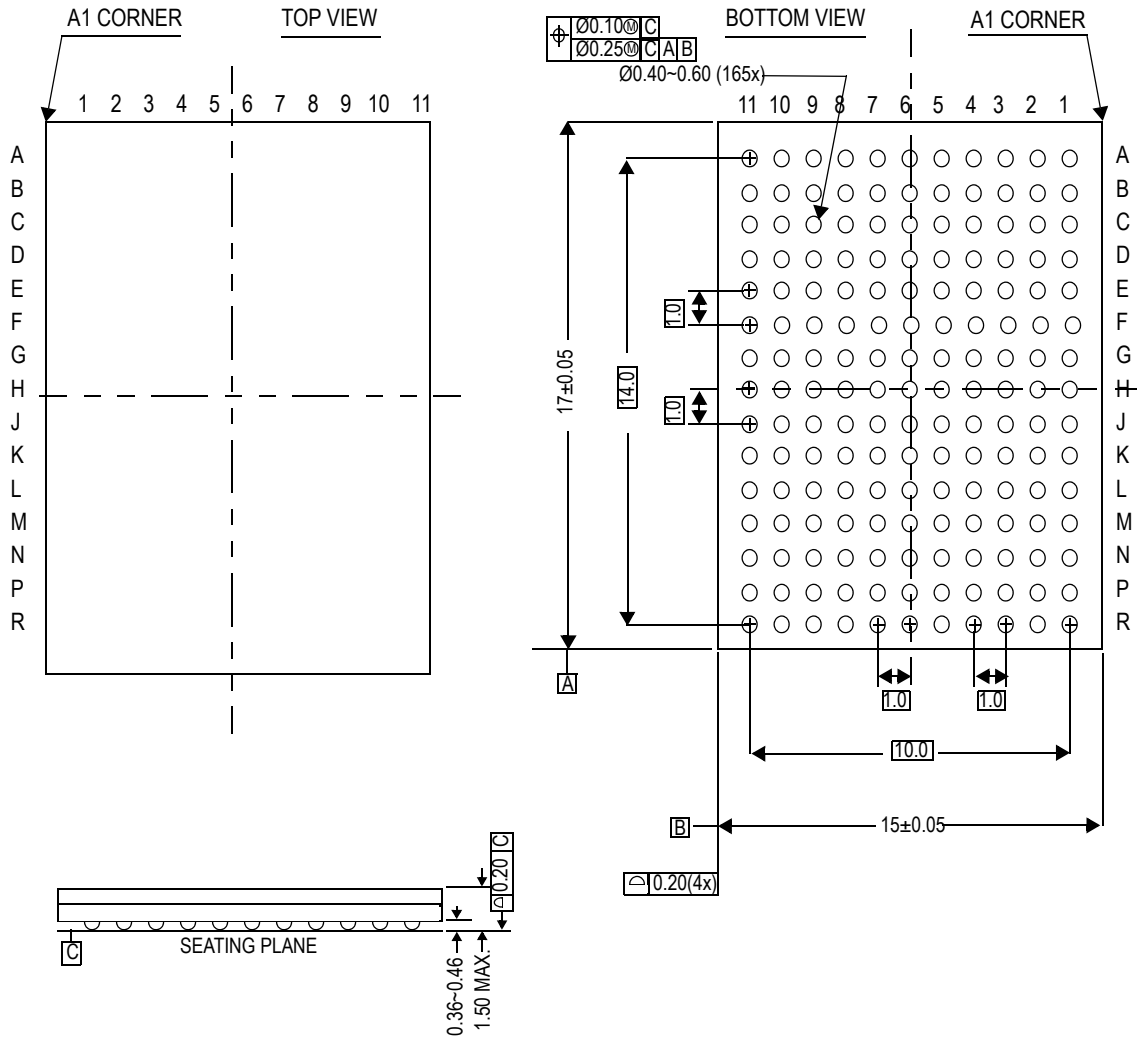 A1 CORNER
TOP VIEW
1 2 3 4 5 6 7 8 9 10 11
A
B
C
D
E
F
G
H
J
K
L
M
N
P
R
Ø0.10Ⓜ C
Ø0.25Ⓜ C A B
Ø0.40~0.60 (165x)
BOTTOM VIEW
A1 CORNER
11 10 9 8 7 6 5 4 3 2 1
A
B
C
D
E
F
G
H
J
K
L
M
N
P
R
17±0.05
14.0
1.0
1.0
A
1.0
1.0
10.0
B
15±0.05
0.20(4x)
0.20 C
C
SEATING PLANE
0.36~0.46
1.50 MAX.